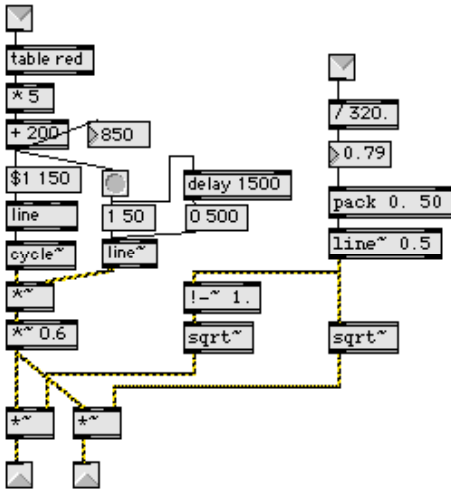 table red
* 5
+ 200
850
/ 320.
0.79
$1 150
delay 1500
pack 0. 50
line
1 50
0 500
cycle~
line~
line~ 0.5
*~
!-~ 1.
*~ 0.6
sqrt~
sqrt~
*~
*~